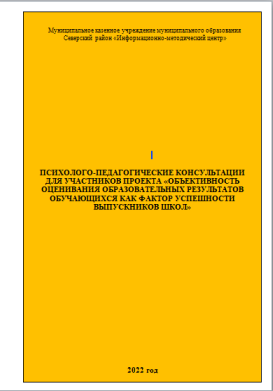 Муниципальное казенное учреждение муниципального образования
Северский район «Информационно-методический центр»
ПСИХОЛОГО-ПЕДАГОГИЧЕСКИЕ КОНСУЛЬТАЦИИ
ДЛЯ УЧАСТНИКОВ ПРОЕКТА «ОБЪЕКТИВНОСТЬ
ОЦЕНИВАНИЯ ОБРАЗОВАТЕЛЬНЫХ РЕЗУЛЬТАТОВ
ОБУЧАЮЩИХСЯ КАК ФАКТОР УСПЕШНОСТИ
ВЫПУСКНИКОВ ШКОЛ»
2022 год